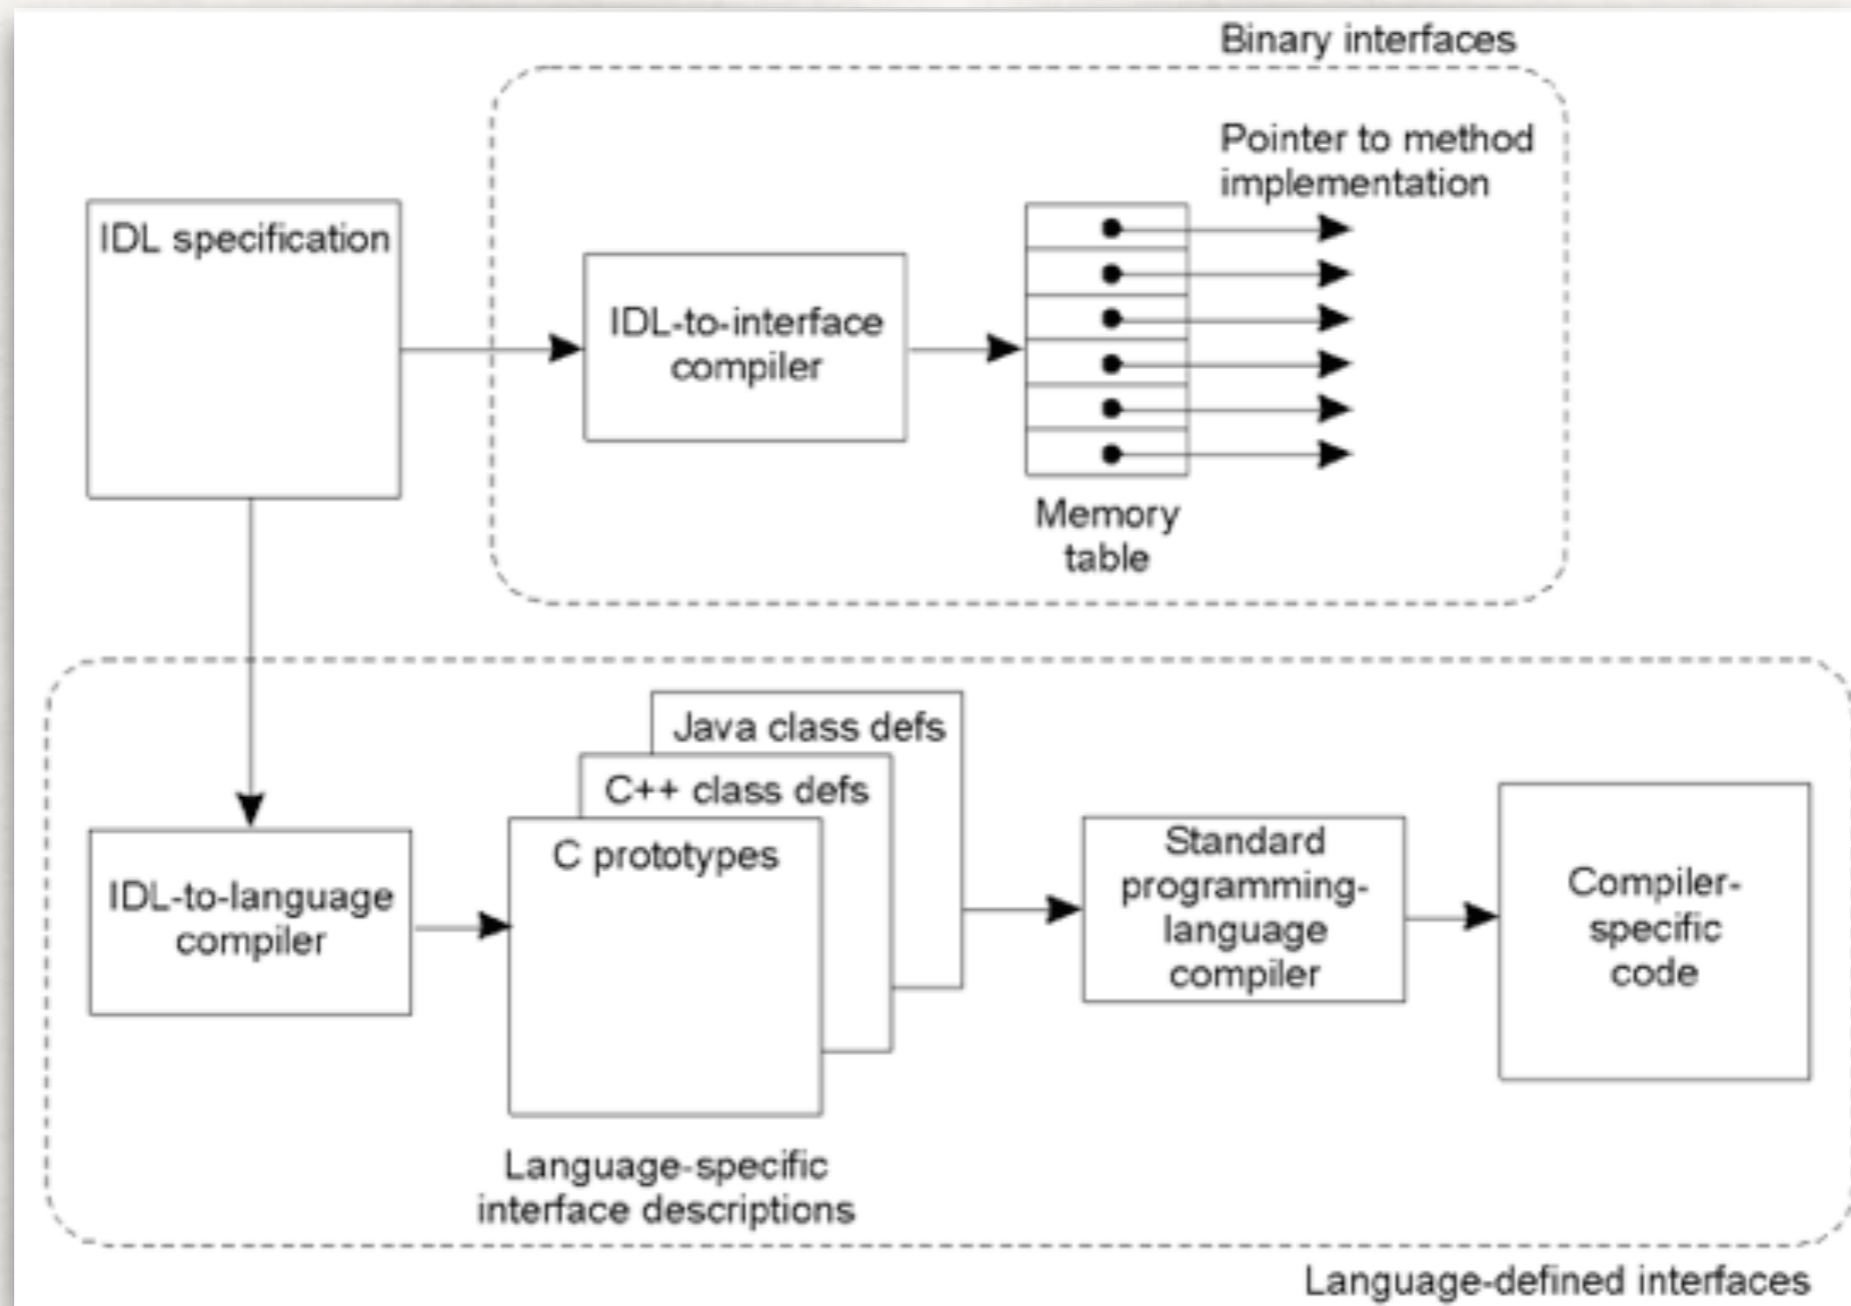 Binary interfaces
Pointer to method
implementation
IDL specification
IDL-to-interface
compiler
Memory
table
Java class defs
C++ class defs
C prototypes
IDL-to-language
compiler
Standard
programming-
language
compiler
Compiler-
specific
code
Language-specific
interface descriptions
Language-defined interfaces